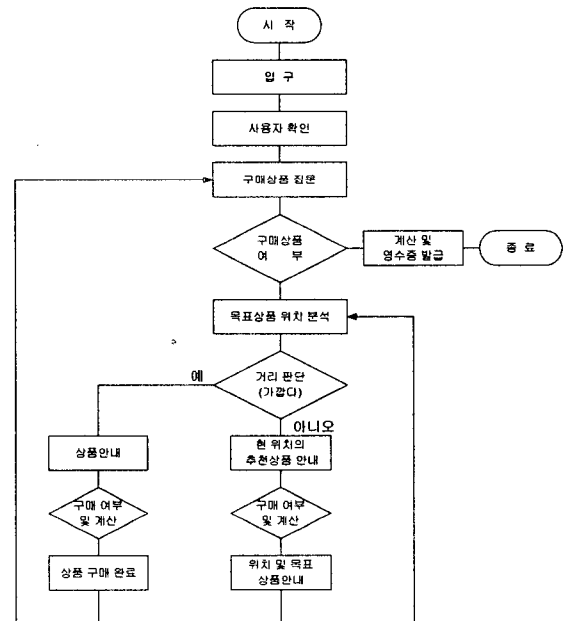 시 작
입 구
사용자 확인
구매상품 질문
구매상품
여 부
계산 및
영수증 발급
종 료
목표상품 위치 분석
거리 판단
(가깝다)
예
아니오
상품안내
현 위치의
추천상품 안내
구매 여부
및 계산
구매 여부
및 계산
상품 구매 완료
위치 및 목표
상품안내